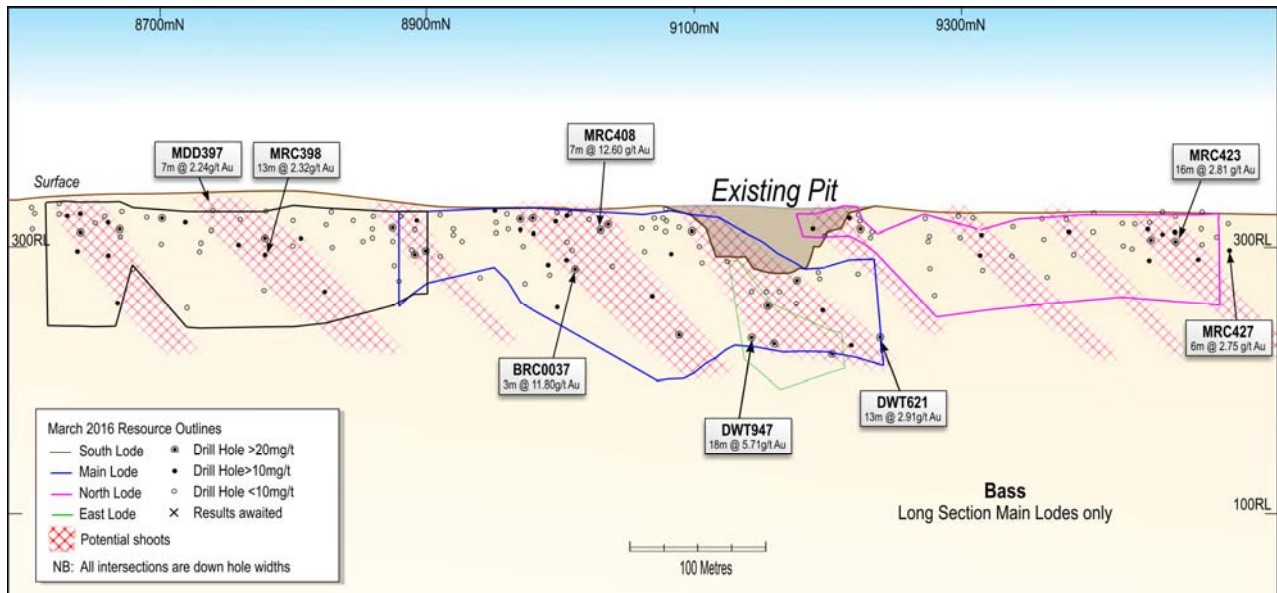 8700mN
8900mN
9100mN
9300mN
MDD397
7m @ 2.24g/t Au
MRC398
13m @ 2.32g/t Au
MRC408
7m @ 12.60 g/t Au
MRC423
16m @ 2.81 g/t Au
Surface
Existing Pit
300RL
300RL
BRC0037
3m @ 11.80g/t Au
MRC427
6m @ 2.75 g/t Au
DWT621
13m @ 2.91g/t Au
DWT947
18m @ 5.71g/t Au
March 2016 Resource Outlines
South Lode
Drill Hole >20mg/t
Main Lode
Drill Hole>10mg/t
North Lode
Drill Hole <10mg/t
East Lode
Results awaited
Potential shoots
NB: All intersections are down hole widths
Bass
Long Section Main Lodes only
100RL
100 Metres